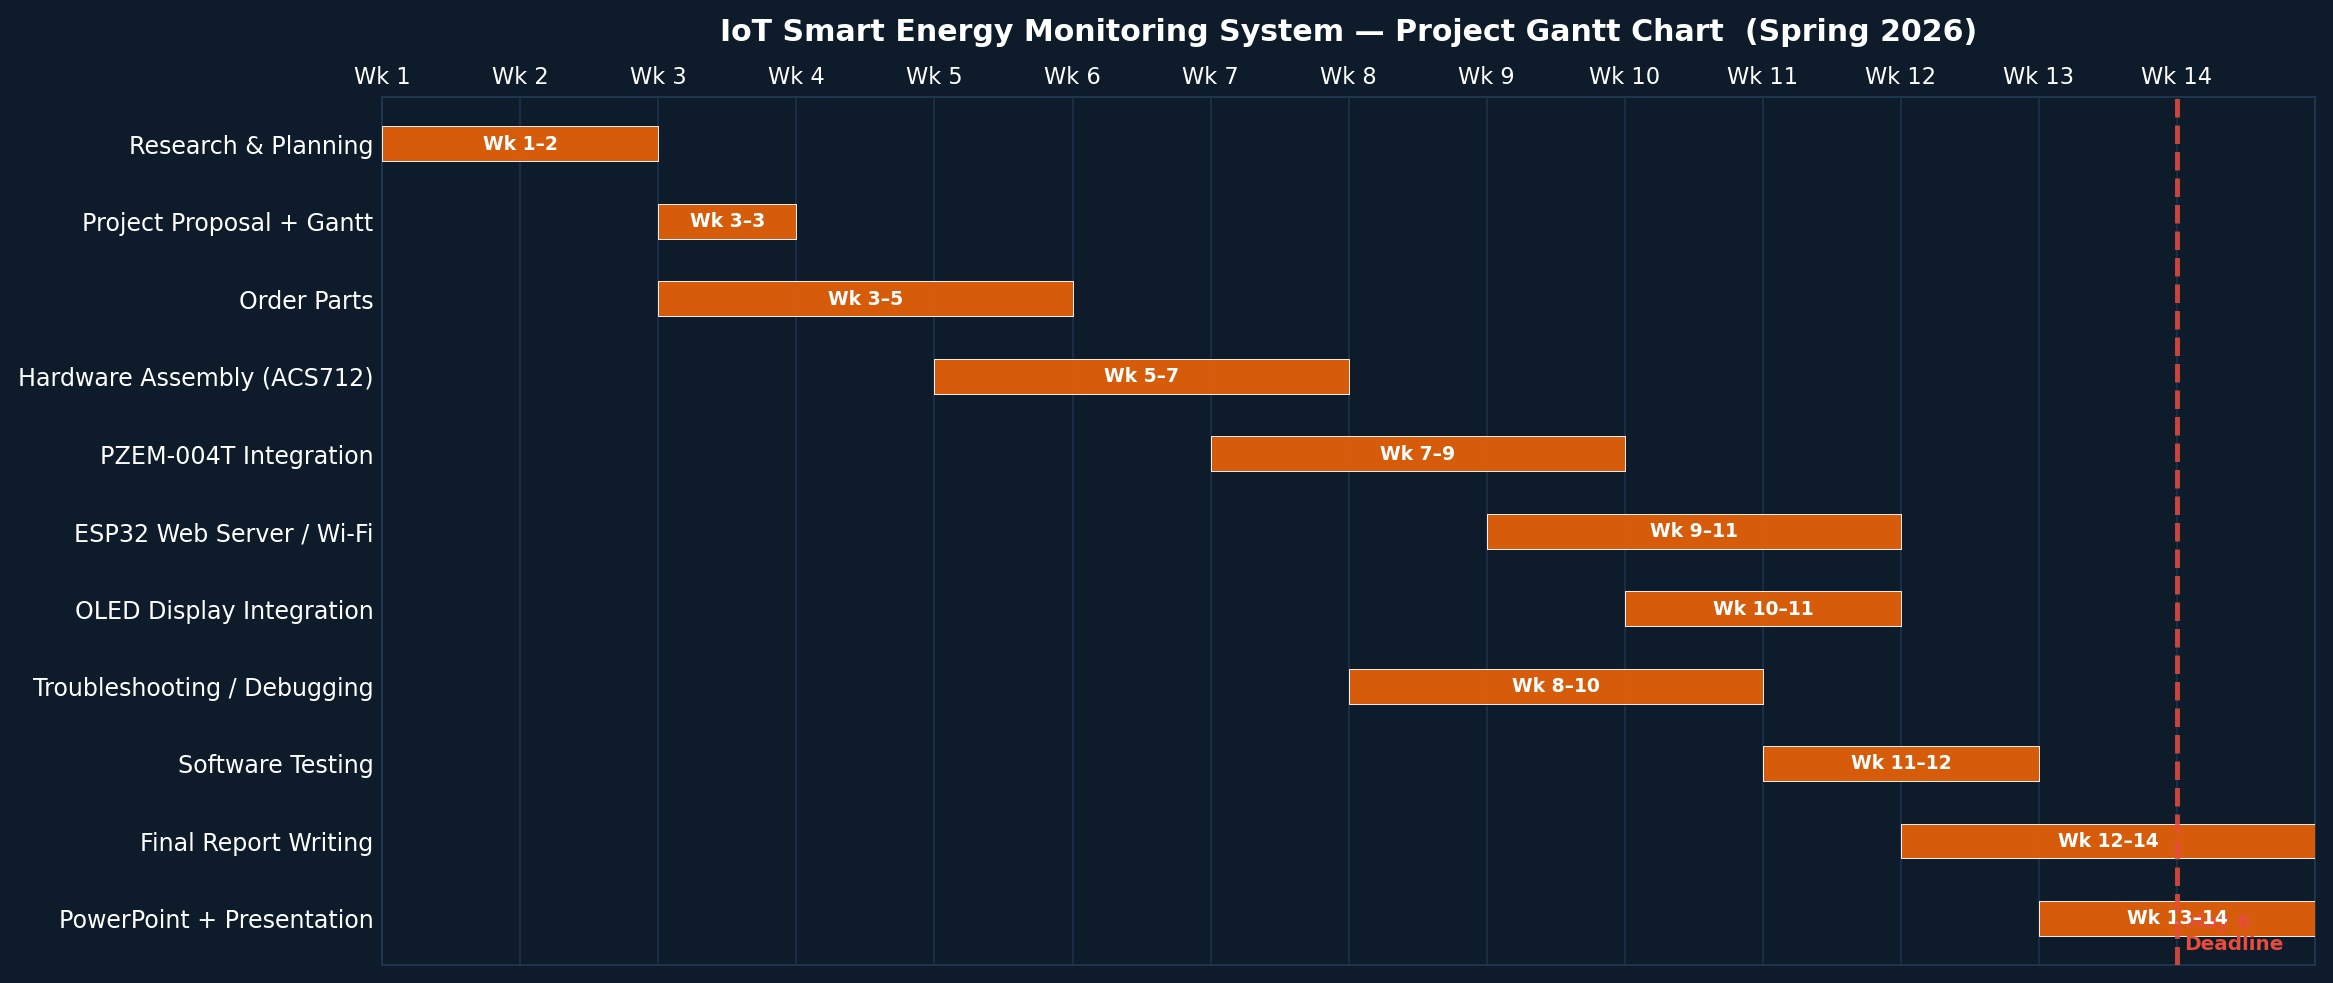 IoT Smart Energy Monitoring System — Project Gantt Chart (Spring 2026)
Wk 1 Wk 2 Wk 3 Wk 4 Wk 5 Wk 6 Wk 7 Wk 8 Wk 9 Wk 10 Wk 11 Wk 12 Wk 13 Wk 14
Research & Planning Wk 1–2
Project Proposal + Gantt Wk 3–3
Order Parts Wk 3–5
Hardware Assembly (ACS712) Wk 5–7
PZEM-004T Integration Wk 7–9
ESP32 Web Server / Wi-Fi Wk 9–11
OLED Display Integration Wk 10–11
Troubleshooting / Debugging Wk 8–10
Software Testing Wk 11–12
Final Report Writing Wk 12–14
PowerPoint + Presentation Wk 13–14
Deadline